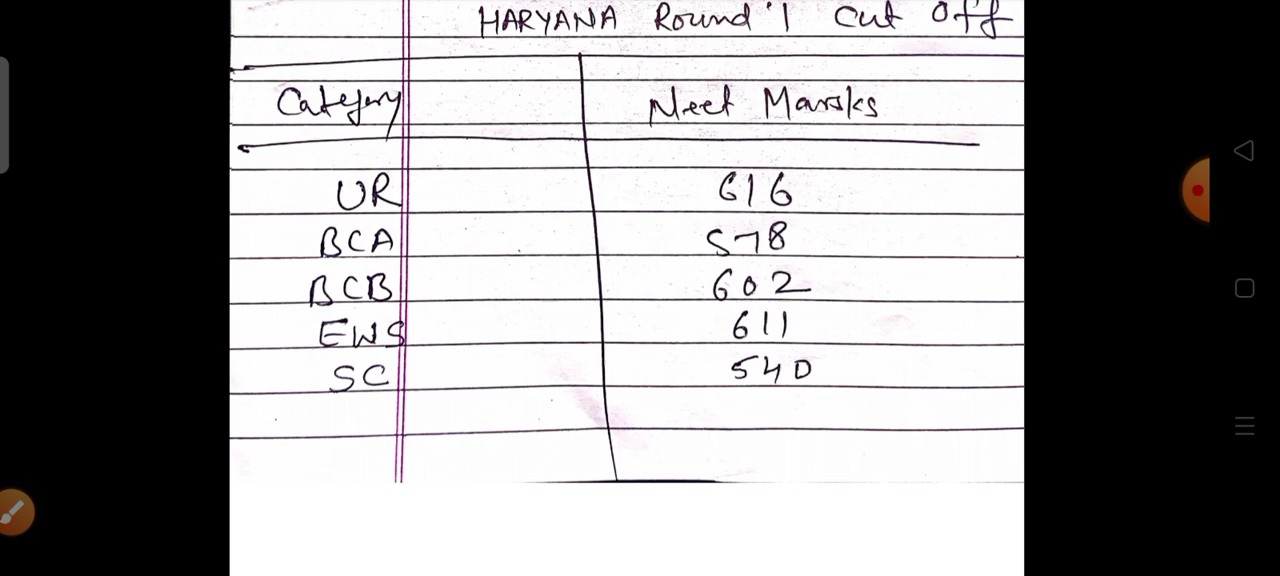 HARYANA Round 1 Cut Off
Category Neet Marks
UR 616
BCA 578
BCB 602
EWS 611
SC 540